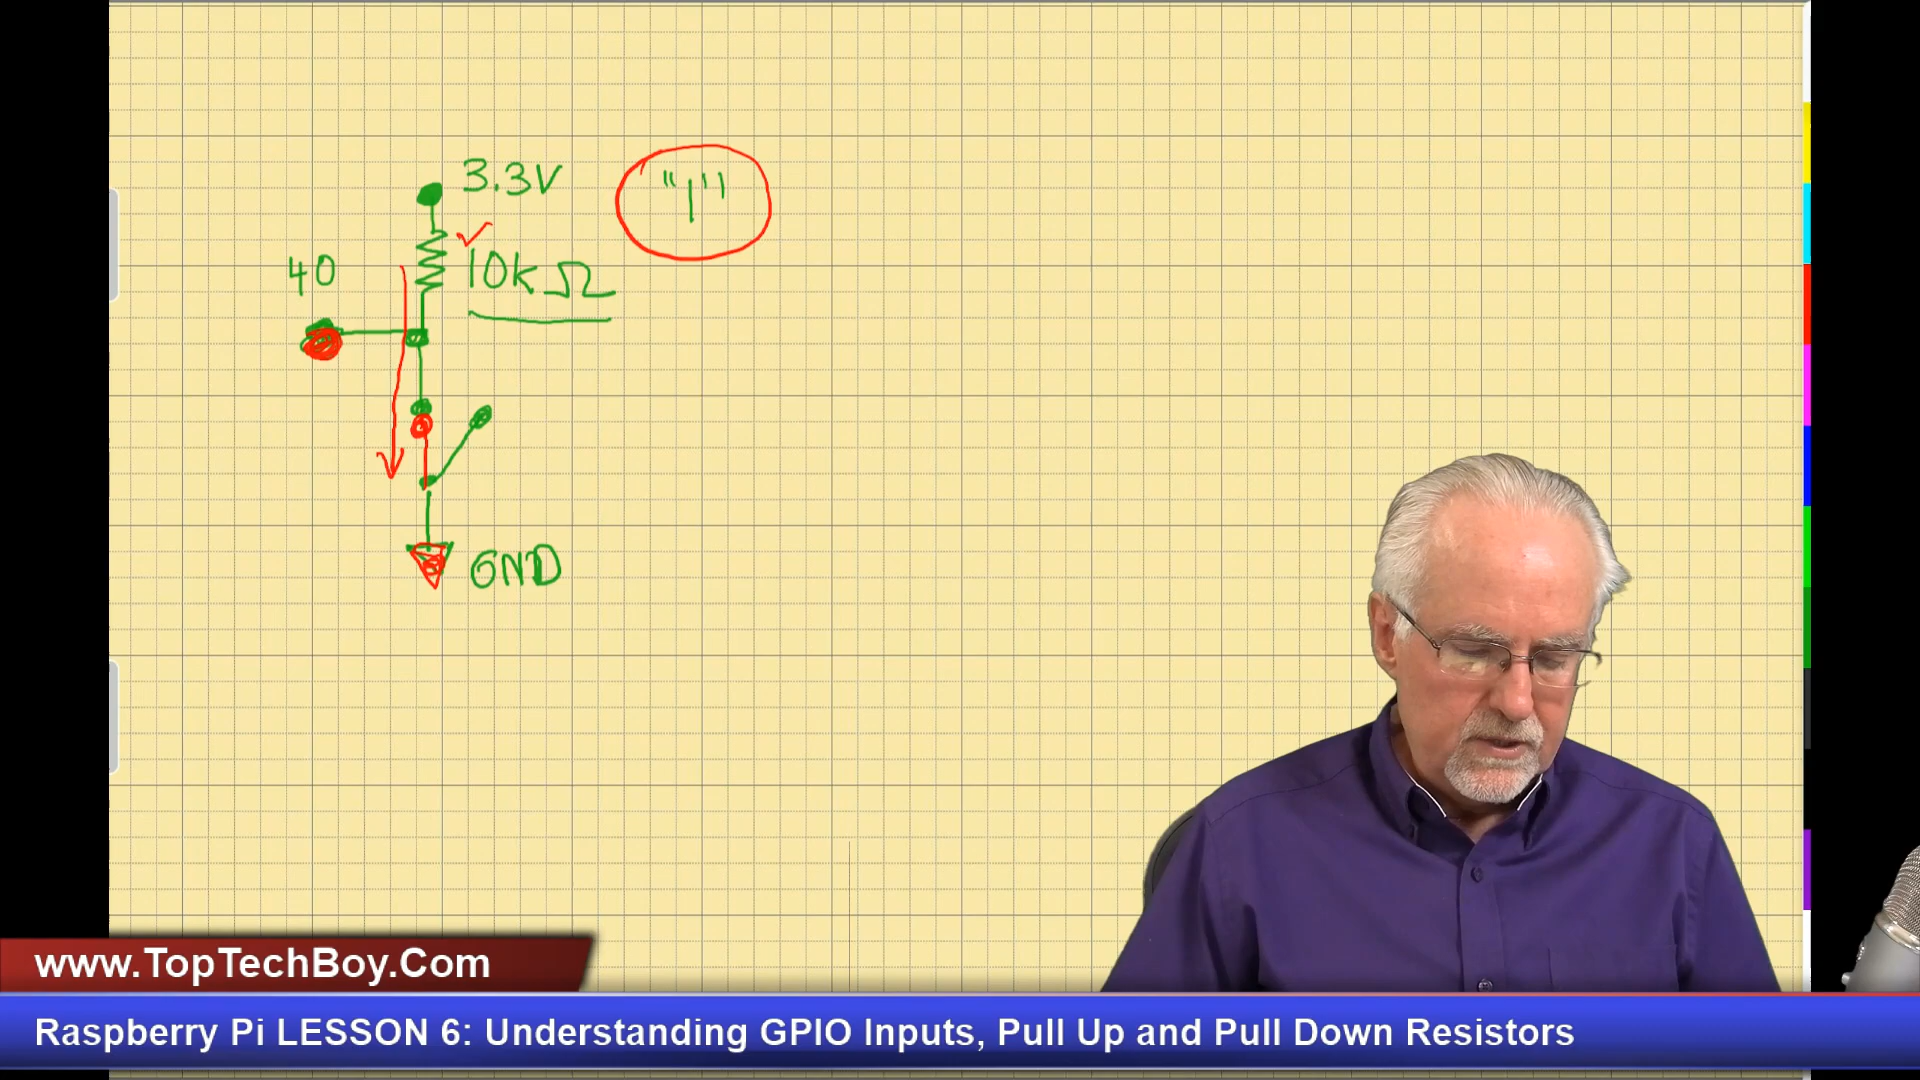 3.3V
"1"
40
10k Ω
GND
www.TopTechBoy.Com
Raspberry Pi LESSON 6: Understanding GPIO Inputs, Pull Up and Pull Down Resistors